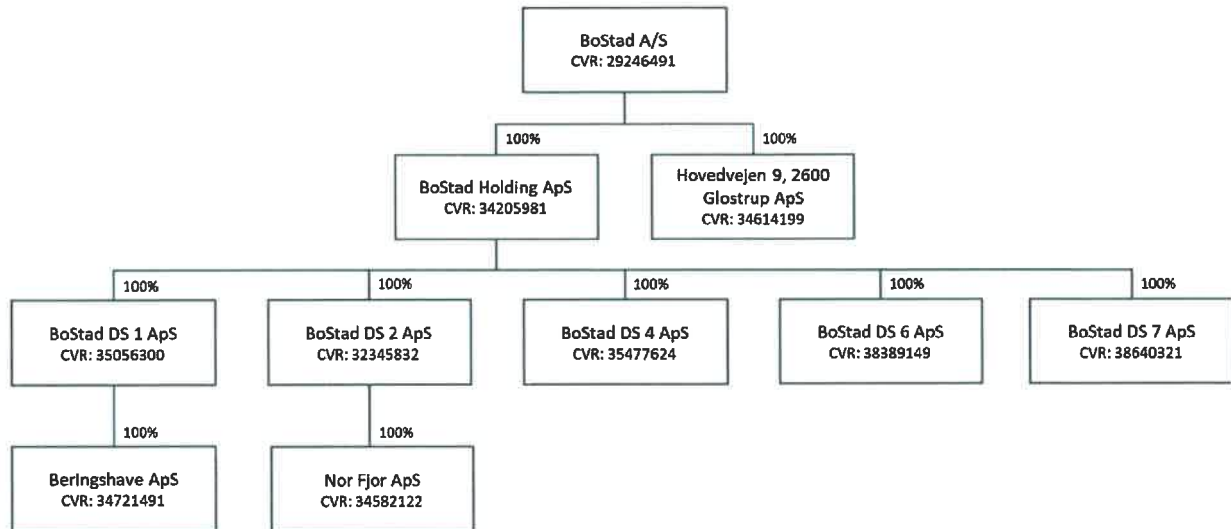 BoStad A/S
CVR: 29246491
100%
100%
BoStad Holding ApS
CVR: 34205981
Hovedvejen 9, 2600
Glostrup ApS
CVR: 34614199
100%
100%
100%
100%
100%
BoStad DS 1 ApS
CVR: 35056300
BoStad DS 2 ApS
CVR: 32345832
BoStad DS 4 ApS
CVR: 35477624
BoStad DS 6 ApS
CVR: 38389149
BoStad DS 7 ApS
CVR: 38640321
100%
100%
Beringshave ApS
CVR: 34721491
Nor Fjor ApS
CVR: 34582122